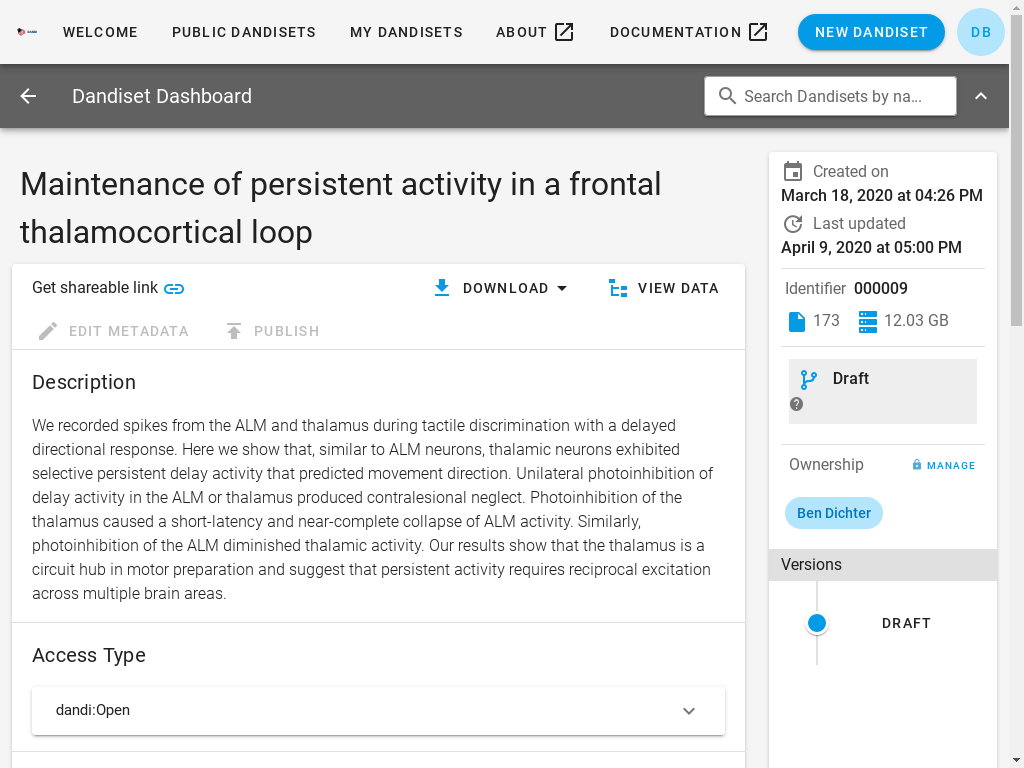 WELCOME PUBLIC DANDISETS MY DANDISETS ABOUT DOCUMENTATION NEW DANDISET DB
Dandiset Dashboard Search Dandisets by na...
Maintenance of persistent activity in a frontal
thalamocortical loop
Get shareable link DOWNLOAD VIEW DATA
EDIT METADATA PUBLISH
Description
We recorded spikes from the ALM and thalamus during tactile discrimination with a delayed
directional response. Here we show that, similar to ALM neurons, thalamic neurons exhibited
selective persistent delay activity that predicted movement direction. Unilateral photoinhibition of
delay activity in the ALM or thalamus produced contralesional neglect. Photoinhibition of the
thalamus caused a short-latency and near-complete collapse of ALM activity. Similarly,
photoinhibition of the ALM diminished thalamic activity. Our results show that the thalamus is a
circuit hub in motor preparation and suggest that persistent activity requires reciprocal excitation
across multiple brain areas.
Access Type
dandi:Open
Created on
March 18, 2020 at 04:26 PM
Last updated
April 9, 2020 at 05:00 PM
Identifier 000009
173 12.03 GB
Draft
?
Ownership MANAGE
Ben Dichter
Versions
DRAFT